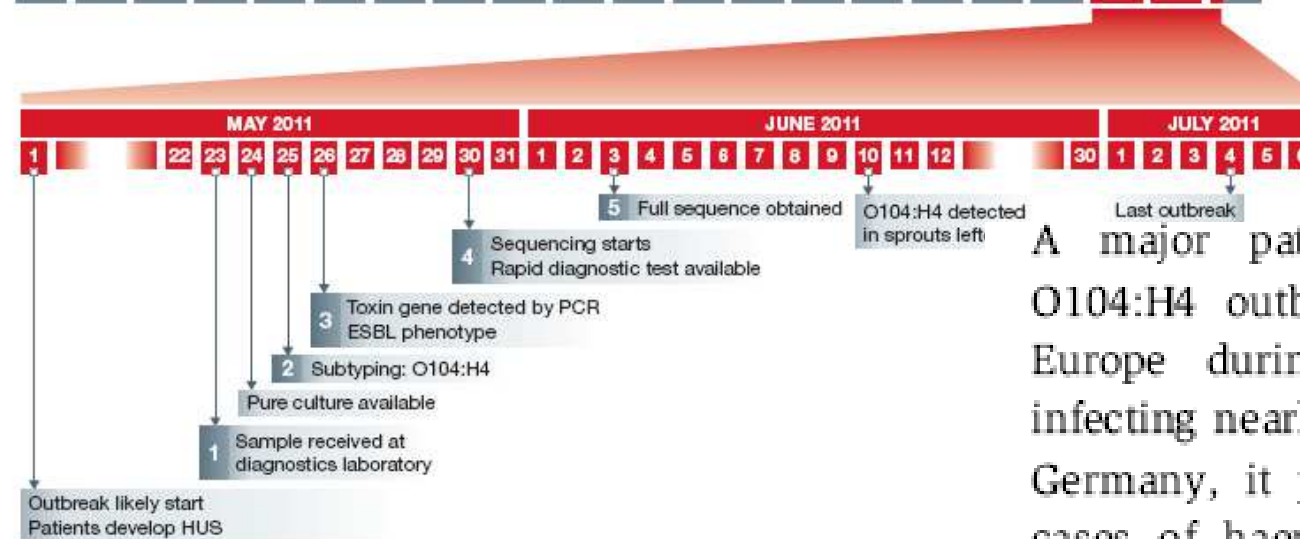 MAY 2011 JUNE 2011 JULY 2011
1 22 23 24 25 26 27 28 29 30 31 1 2 3 4 5 6 7 8 9 10 11 12 30 1 2 3 4 5
5 Full sequence obtained
O104:H4 detected
in sprouts left
Last outbreak
4 Sequencing starts
Rapid diagnostic test available
3 Toxin gene detected by PCR
ESBL phenotype
2 Subtyping: O104:H4
Pure culture available
1 Sample received at
diagnostics laboratory
Outbreak likely start
Patients develop HUS
A major
O104:H4
Europe
infecting
Germany, it
cases of